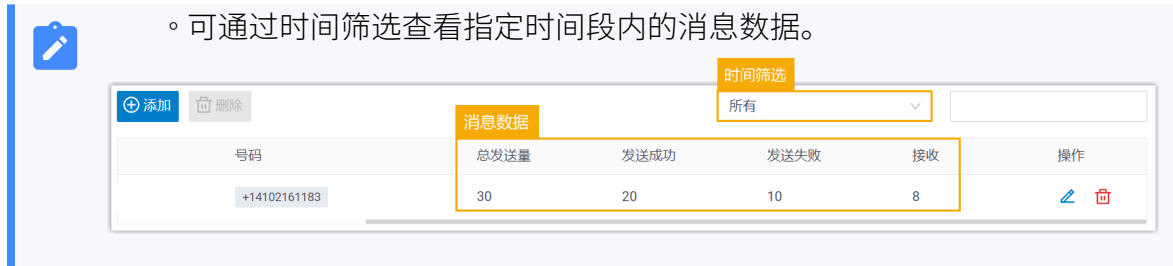 。可通过时间筛选查看指定时间段内的消息数据。
时间筛选
添加 删除 所有
消息数据
号码 总发送量 发送成功 发送失败 接收 操作
+14102161183 30 20 10 8